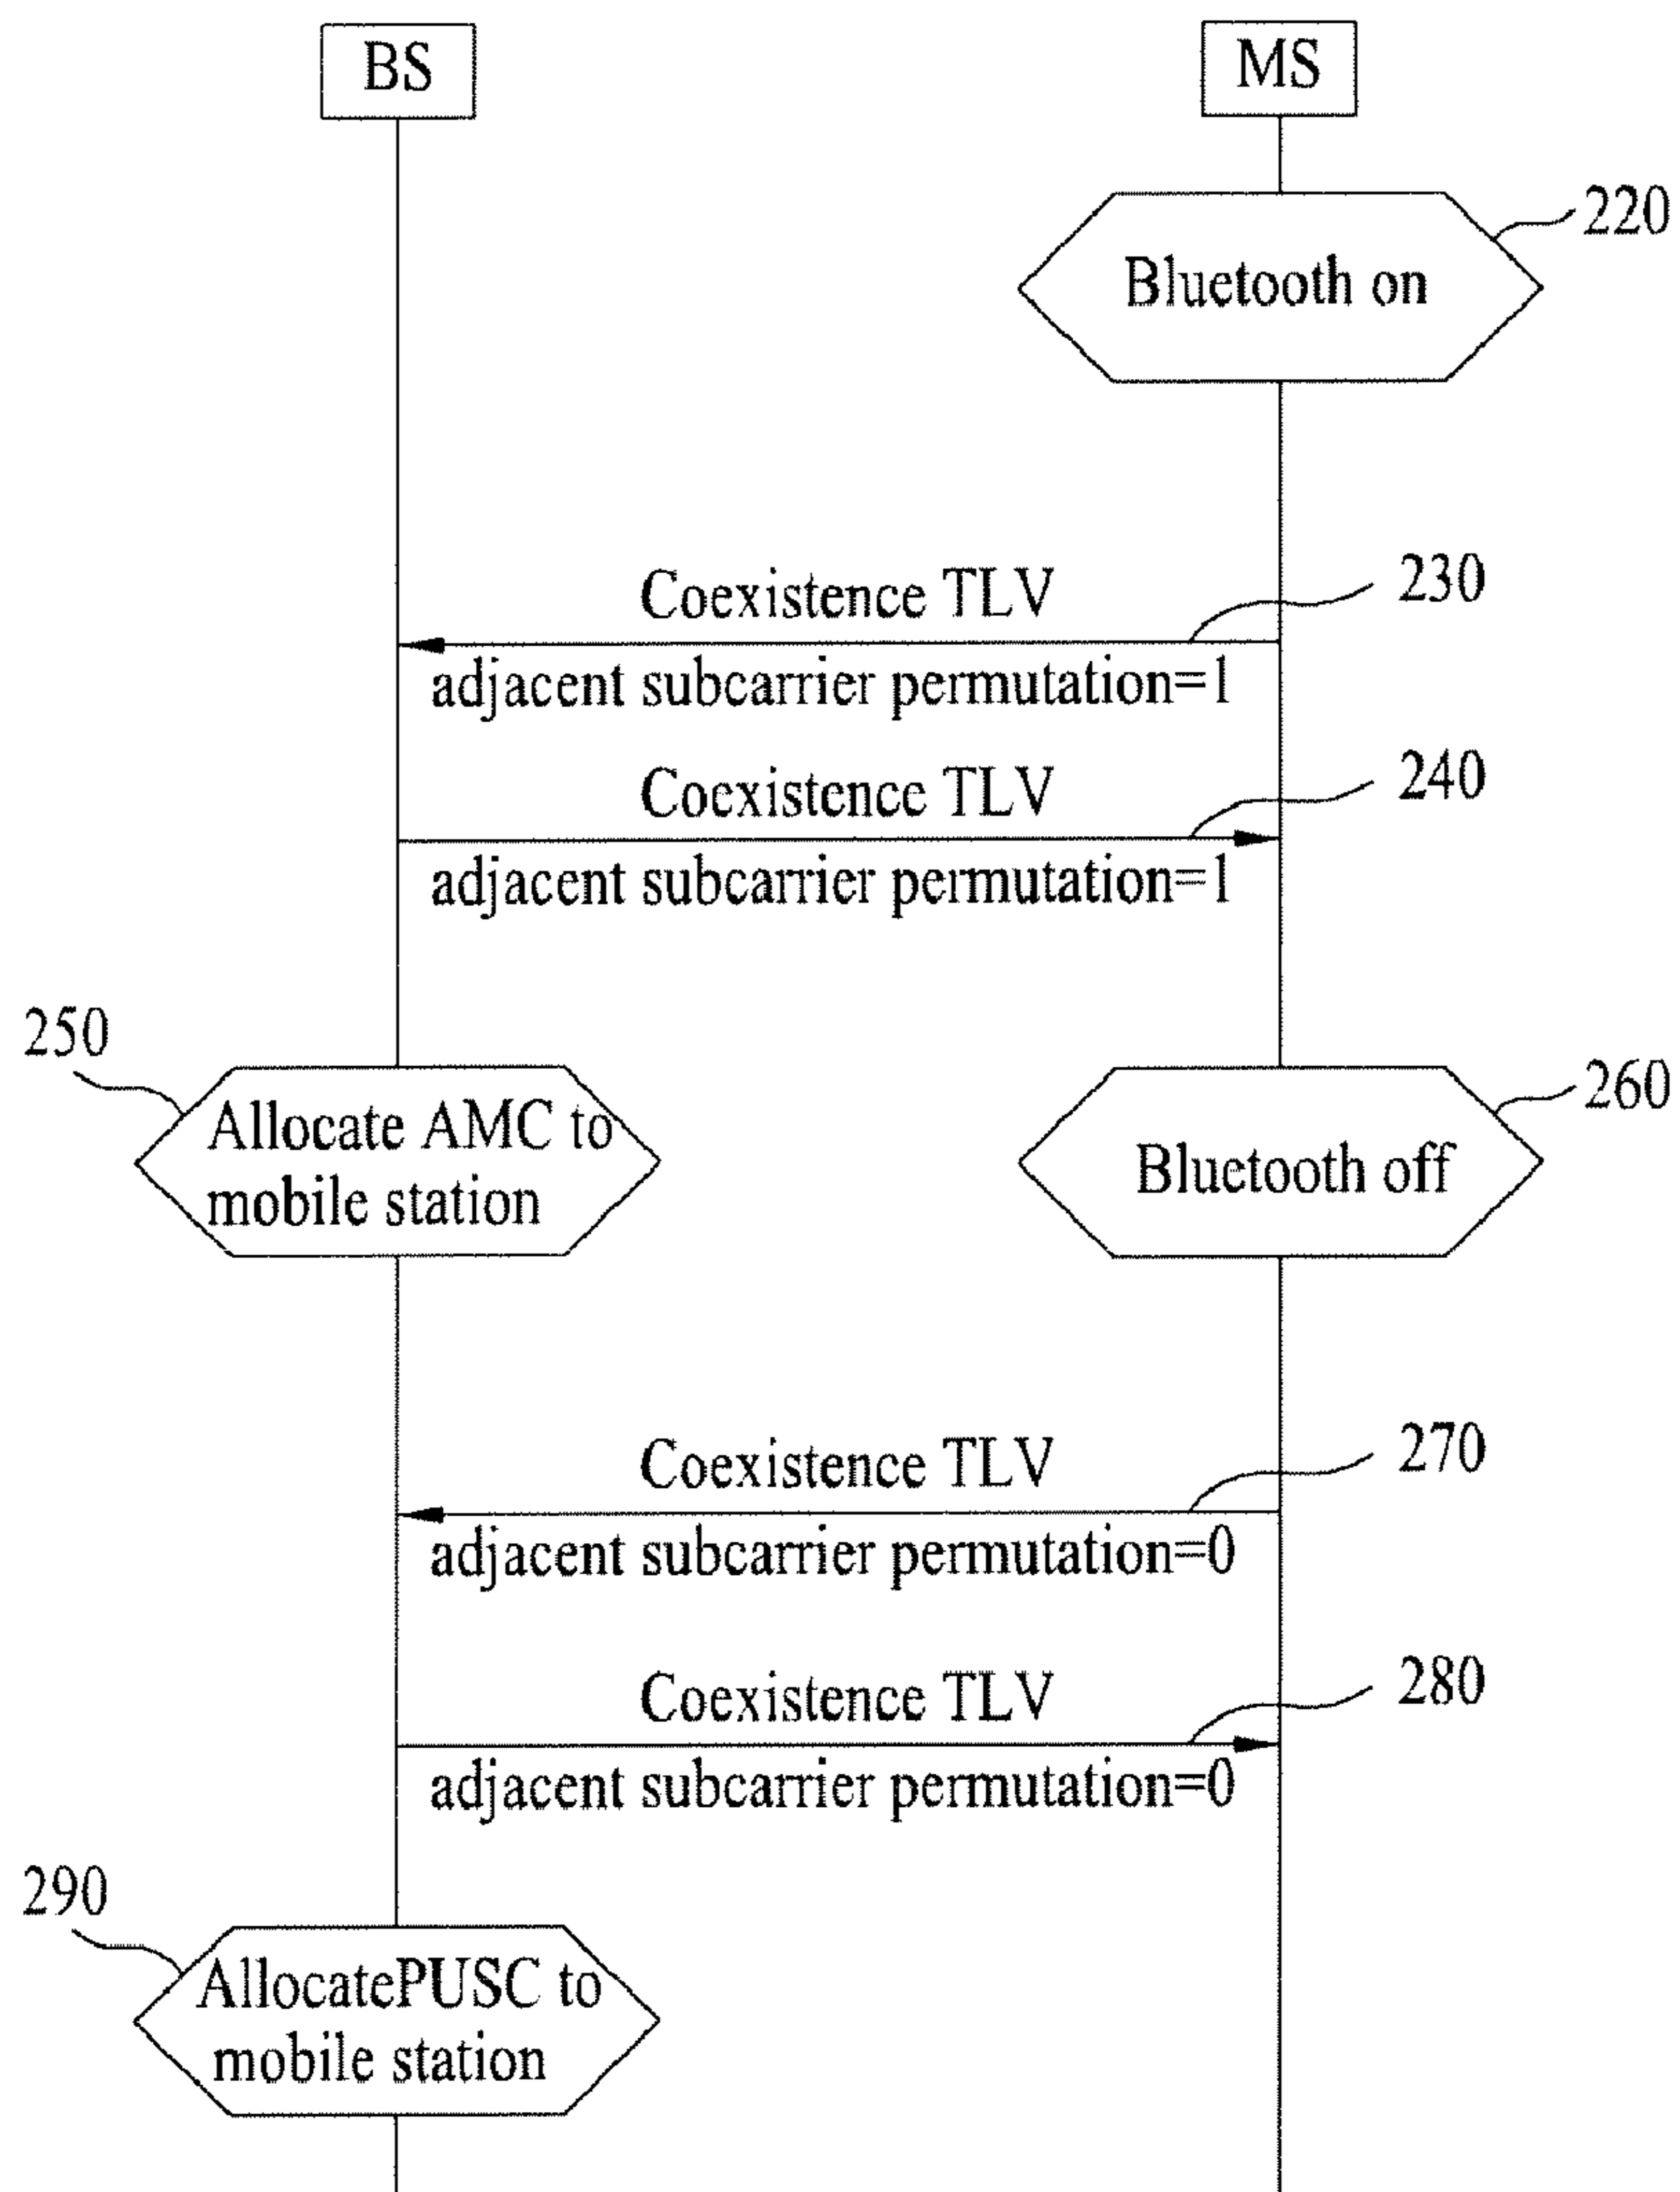 BS
MS
220
Bluetooth on
230
Coexistence TLV
adjacent subcarrier permutation=1
240
Coexistence TLV
adjacent subcarrier permutation=1
250
Allocate AMC to
mobile station
260
Bluetooth off
270
Coexistence TLV
adjacent subcarrier permutation=0
280
Coexistence TLV
adjacent subcarrier permutation=0
290
AllocatePUSC to
mobile station